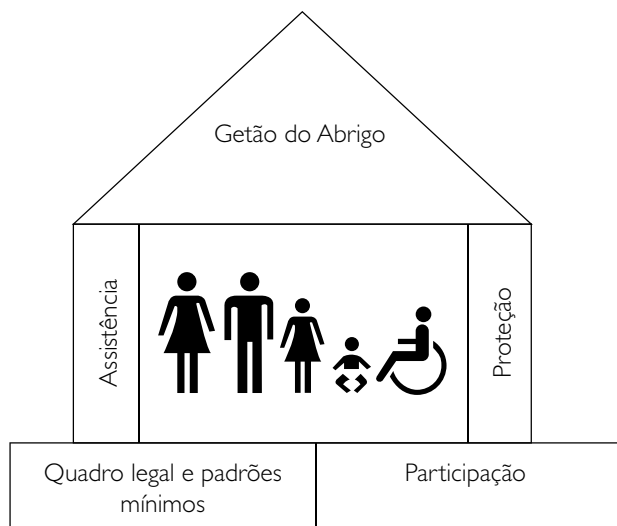 Getão do Abrigo
Assistência
Proteção
Quadro legal e padrões
mínimos
Participação